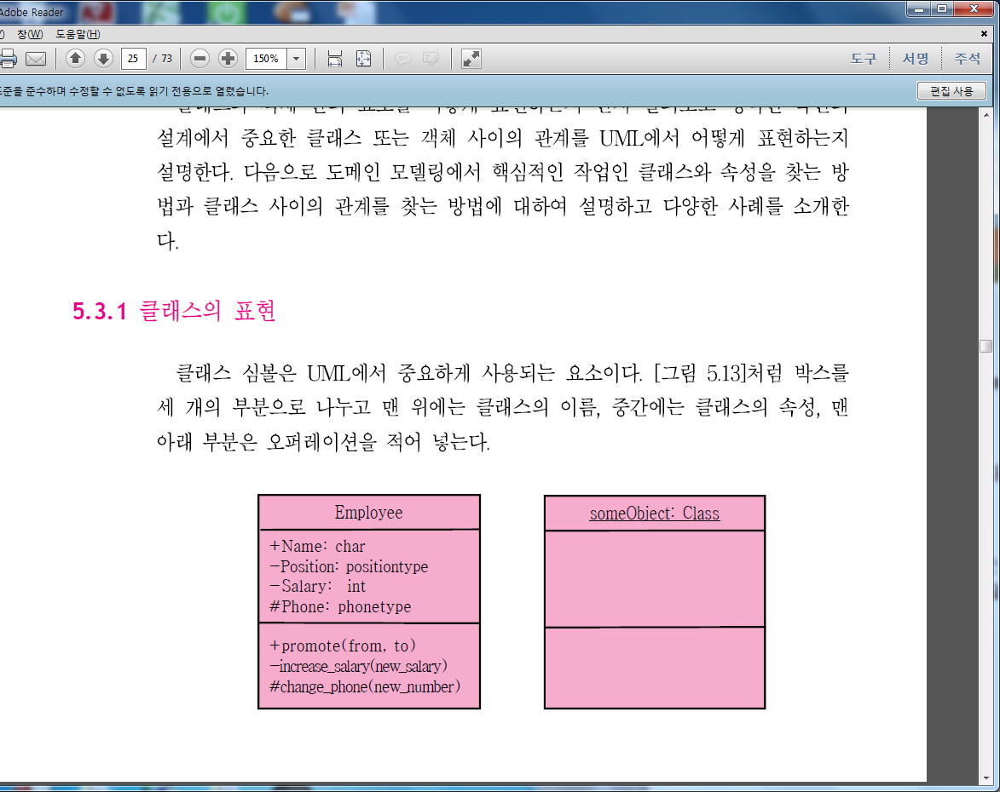 Adobe Reader
창(W) 도움말(H)
25 / 73 150% 도구 서명 주석
준을 준수하며 수정할 수 없도록 읽기 전용으로 열렸습니다. 편집 사용
설계에서 중요한 클래스 또는 객체 사이의 관계를 UML에서 어떻게 표현하는지
설명한다. 다음으로 도메인 모델링에서 핵심적인 작업인 클래스와 속성을 찾는 방
법과 클래스 사이의 관계를 찾는 방법에 대하여 설명하고 다양한 사례를 소개한
다.
5.3.1 클래스의 표현
클래스 심볼은 UML에서 중요하게 사용되는 요소이다. [그림 5.13]처럼 박스를
세 개의 부분으로 나누고 맨 위에는 클래스의 이름, 중간에는 클래스의 속성, 맨
아래 부분은 오퍼레이션을 적어 넣는다.
Employee
+Name: char
-Position: positiontype
-Salary: int
#Phone: phonetype
+promote(from, to)
-increase_salary(new_salary)
#change_phone(new_number)
someObject: Class